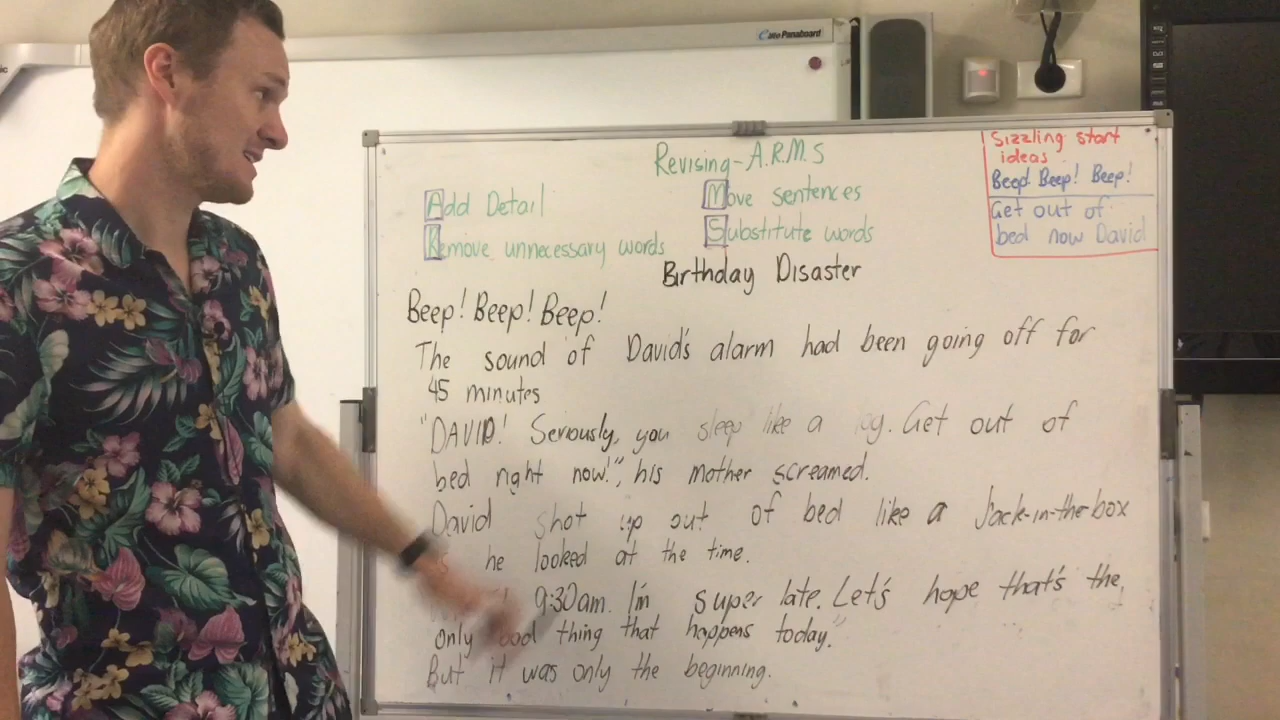 Panaboard
Revising-A.R.M.S
Add Detail
Move sentences
Remove unnecessary words
Substitute words
Sizzling start
ideas
Beep! Beep! Beep!
Get out of
bed now David
Birthday Disaster
Beep! Beep! Beep!
The sound of David's alarm had been going off for
45 minutes
"DAVID! Seriously, you sleep like a log. Get out of
bed right now!", his mother screamed.
David shot up out of bed like a Jack-in-the-box
he looked at the time.
9:30am. I'm super late. Let's hope that's the
only bad thing that happens today."
But it was only the beginning.